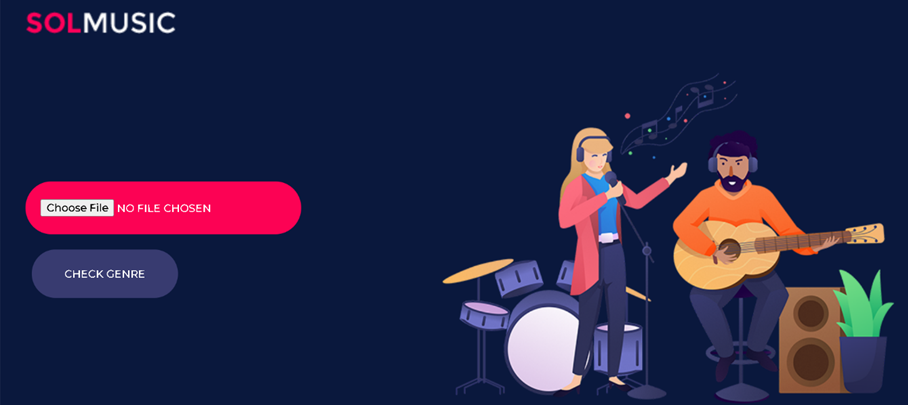 SOLMUSIC
Choose File NO FILE CHOSEN
CHECK GENRE